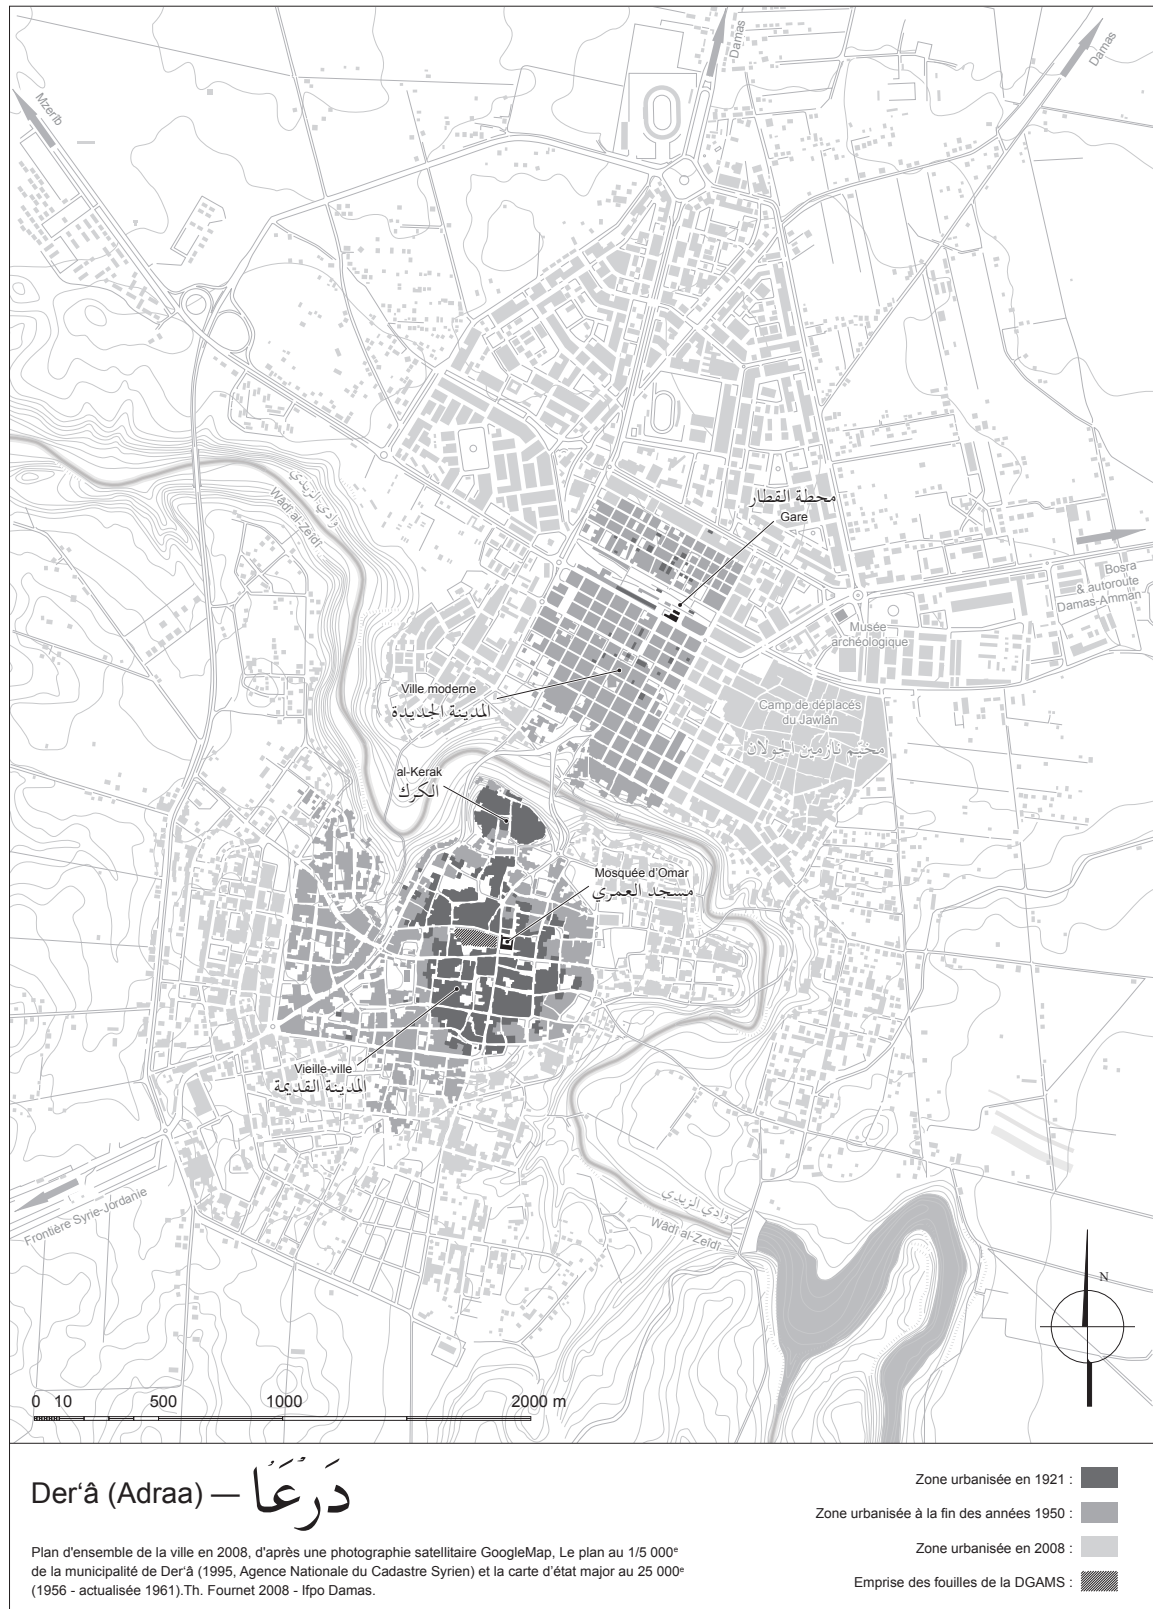 Damas
Damas
Mzerib
محطة القطار
Gare
وادي الزيدي
Wâdi al-Zeïdi
Bosra
& autoroute
Damas-Amman
Musée
archéologique
Ville moderne
المدينة الجديدة
Camp de déplacés
du Jawlân
al-Kerak
الكرك
Mosquée d'Omar
مسجد العمري
Vieille-ville
المدينة القديمة
وادي الزيدي
Wâdi al-Zeïdi
Frontière Syrie-Jordanie
N
0 10 500 1000 2000 m
Der‘â (Adraa) — دَرعَا
Plan d'ensemble de la ville en 2008, d'après une photographie satellitaire GoogleMap, Le plan au 1/5 000e
de la municipalité de Der‘â (1995, Agence Nationale du Cadastre Syrien) et la carte d’état major au 25 000e
(1956 - actualisée 1961).Th. Fournet 2008 - Ifpo Damas.
Zone urbanisée en 1921 :
Zone urbanisée à la fin des années 1950 :
Zone urbanisée en 2008 :
Emprise des fouilles de la DGAMS :